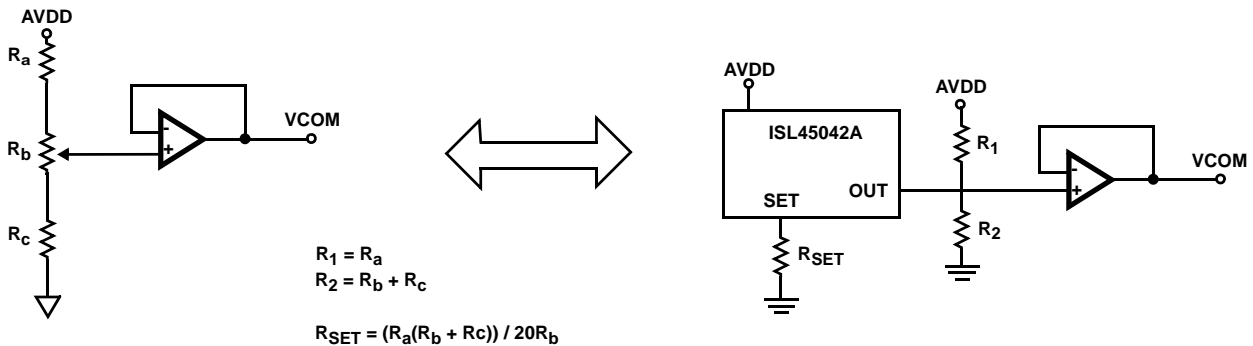 AVDD
Ra
Rb
Rc
-
+
VCOM
R1 = Ra
R2 = Rb + Rc
RSET = (Ra(Rb + Rc)) / 20Rb
AVDD
ISL45042A
SET
OUT
RSET
AVDD
R1
R2
-
+
VCOM